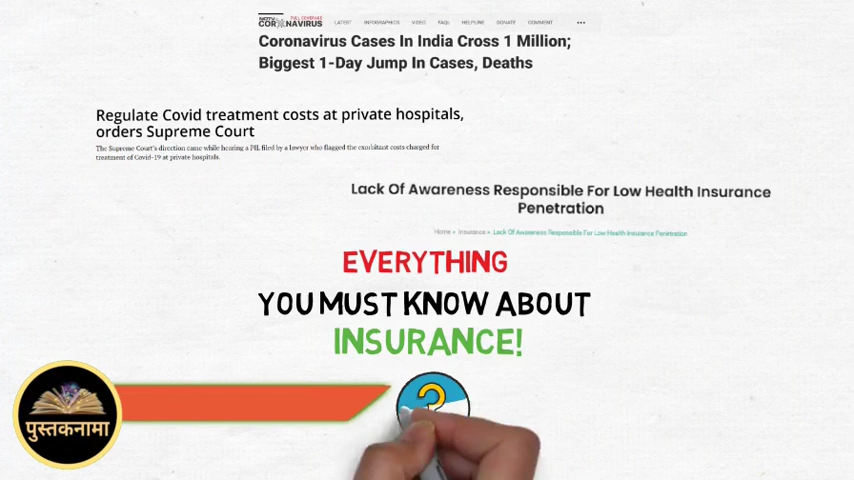 NDTV FULL COVERAGE
CORONAVIRUS LATEST INFOGRAPHICS VIDEO FAQs HELPLINE DONATE COMMENT •••
Coronavirus Cases In India Cross 1 Million;
Biggest 1-Day Jump In Cases, Deaths
Regulate Covid treatment costs at private hospitals,
orders Supreme Court
The Supreme Court's direction came while hearing a PIL filed by a lawyer who flagged the exorbitant costs charged for
treatment of Covid-19 at private hospitals.
Lack Of Awareness Responsible For Low Health Insurance
Penetration
Home » Insurance » Lack Of Awareness Responsible For Low Health Insurance Penetration
EVERYTHING
YOU MUST KNOW ABOUT
INSURANCE!
?
पुस्तकनामा